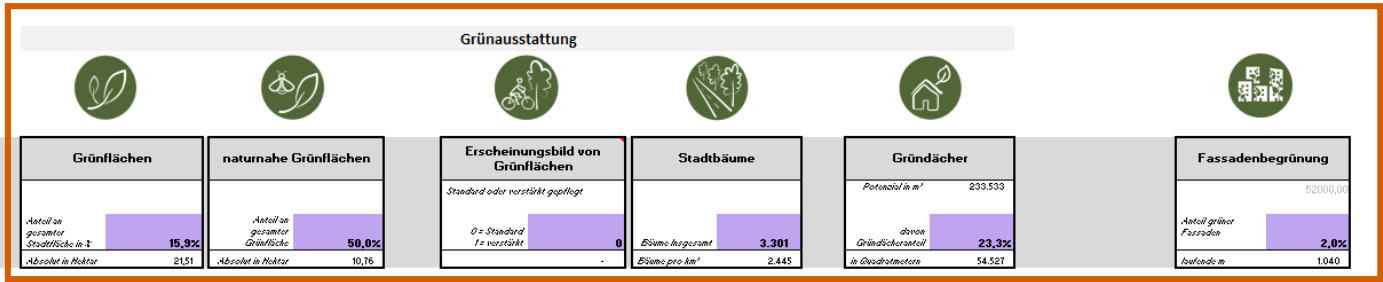 Grünausstattung
Grünflächen
naturnahe Grünflächen
Erscheinungsbild von
Grünflächen
Stadtbäume
Gründächer
Fassadenbegrünung
Standard oder verstärkt gepflegt
Potenzial in m² 233.533
52000,00
Anteil an
gesamter
Stadtfläche in % 15,9%
Anteil an
gesamter
Grünfläche 50,0%
0 = Standard
1 = verstärkt 0
Bäume Insgesamt 3.301
davon
Gründächeranteil 23,3%
Anteil grüner
Fassaden
2,0%
Absolut in Hektar 21,51
Absolut in Hektar 10,76
-
Bäume pro km² 2.445
in Quadratmetern 54.527
laufende m 1.040